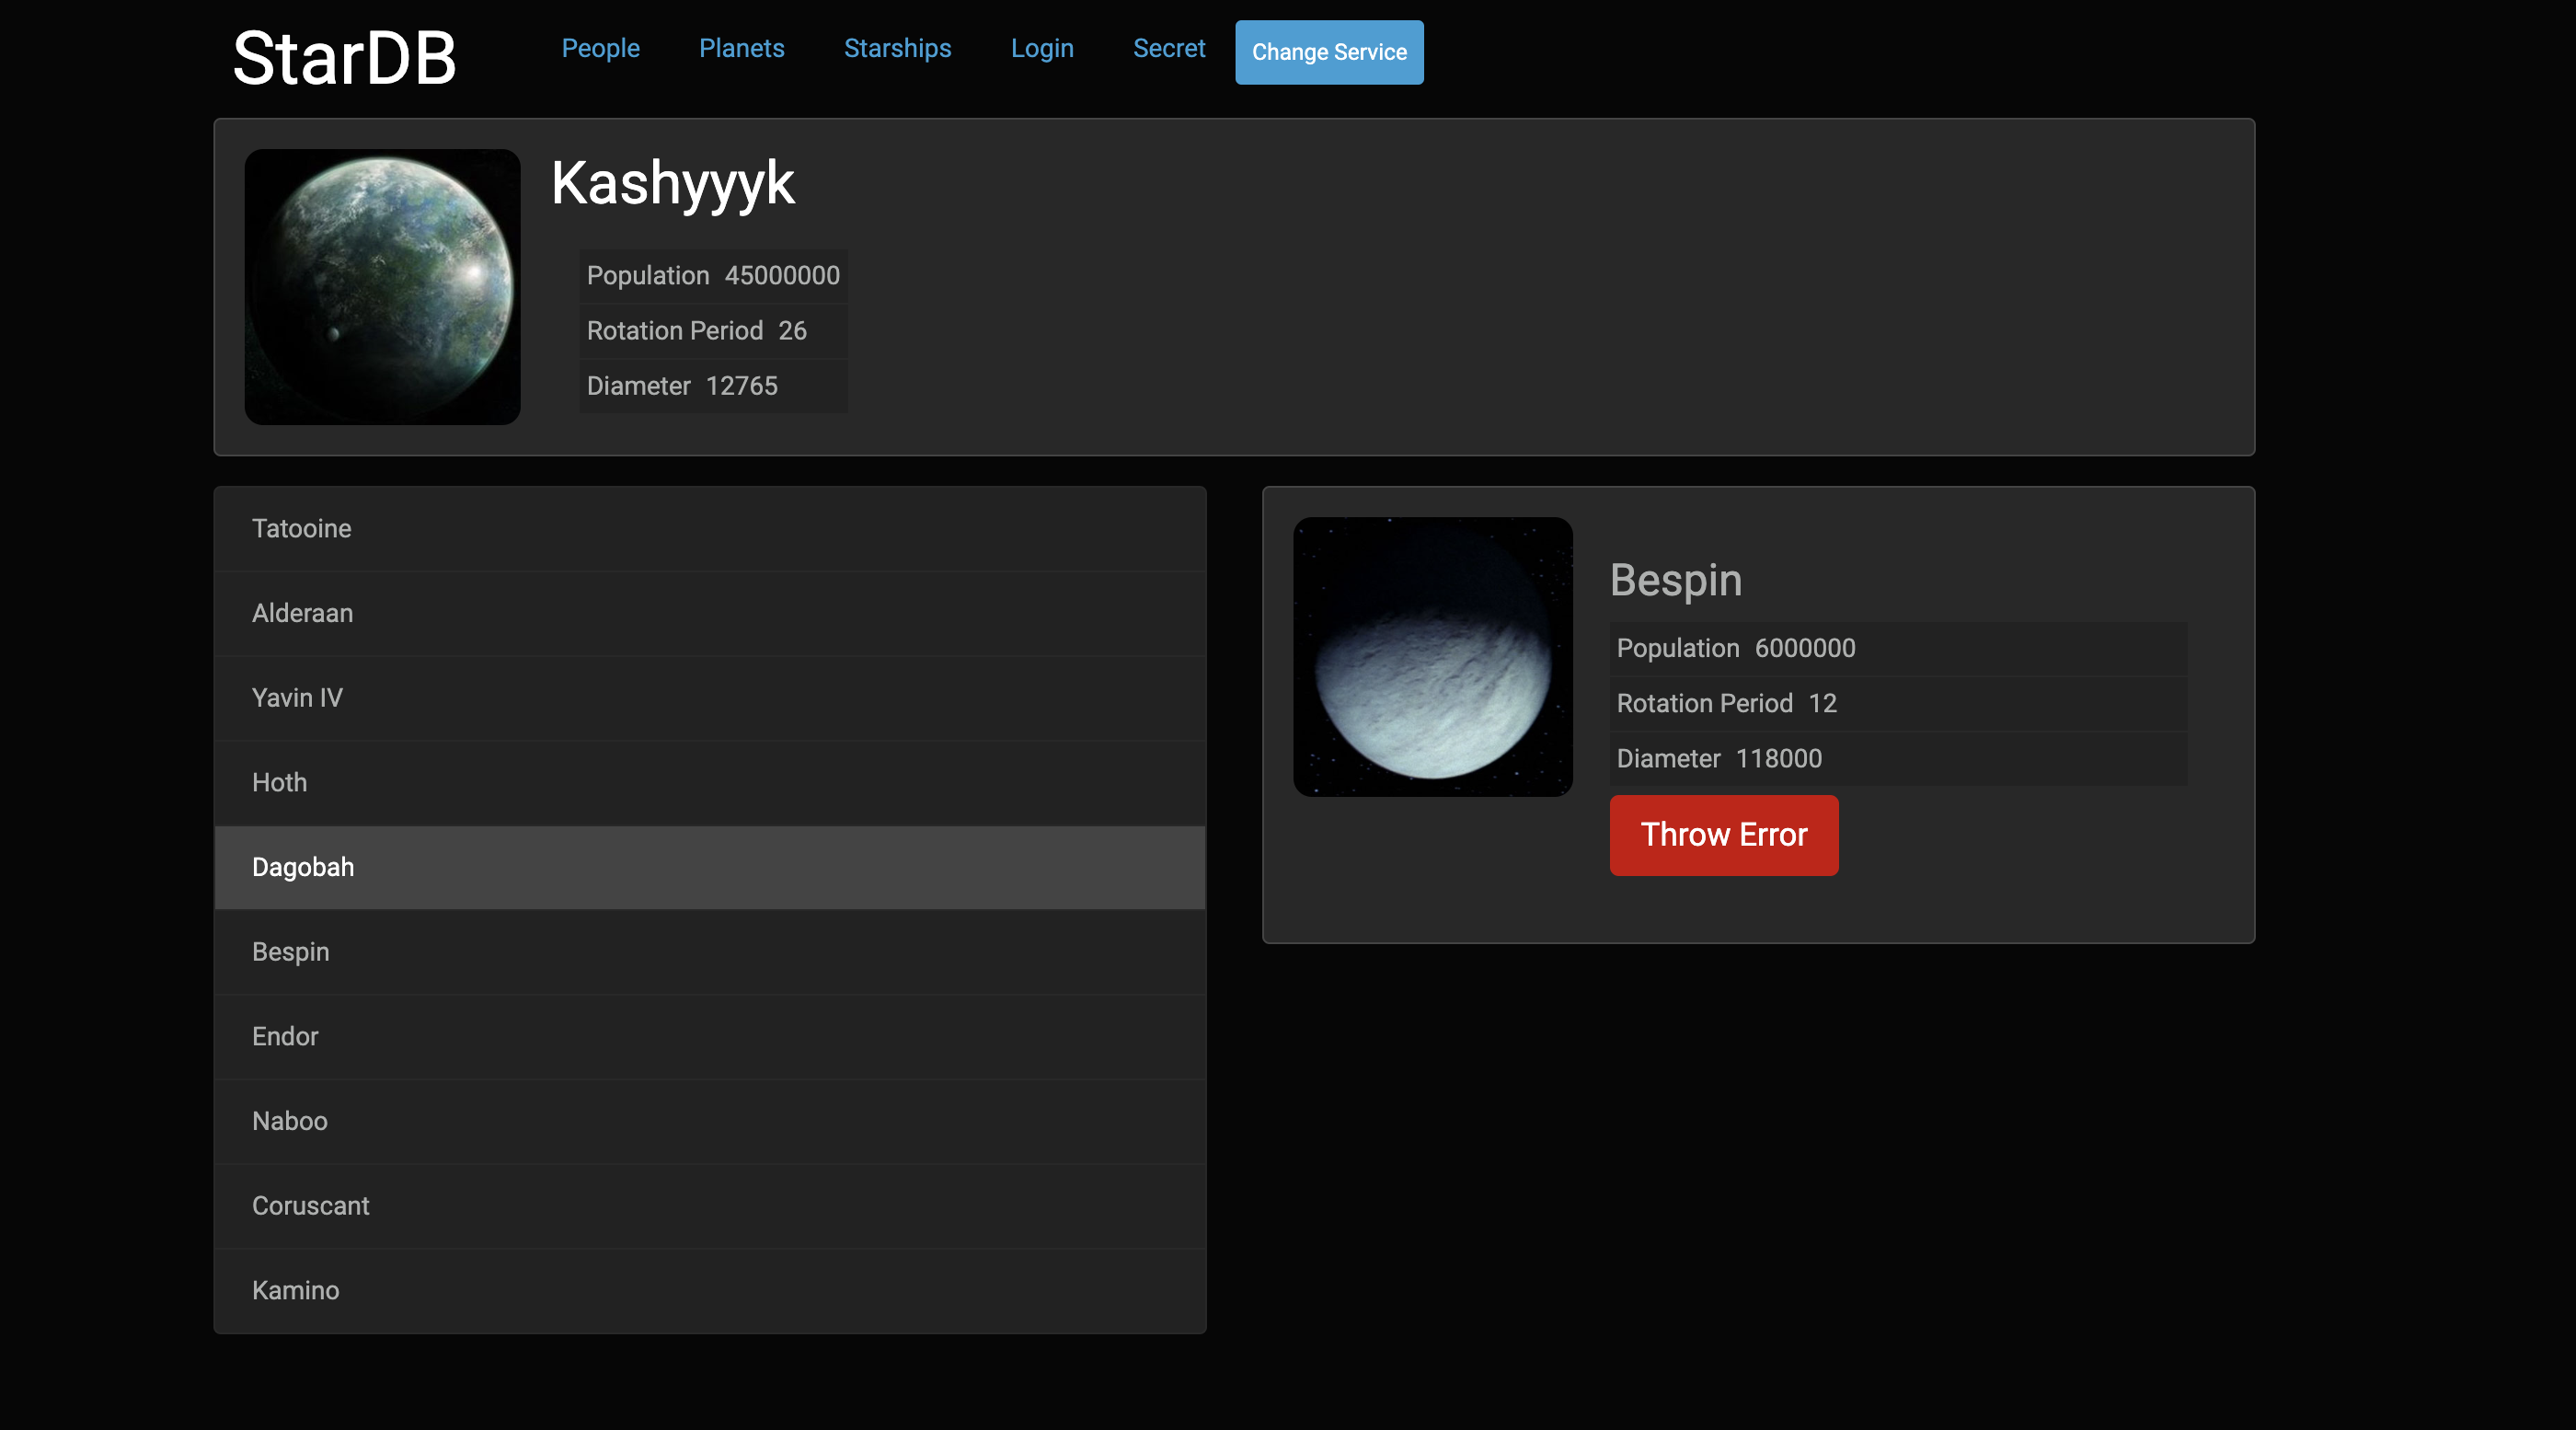 StarDB
People Planets Starships Login Secret Change Service
Kashyyyk
Population 45000000
Rotation Period 26
Diameter 12765
Tatooine
Alderaan
Yavin IV
Hoth
Dagobah
Bespin
Endor
Naboo
Coruscant
Kamino
Bespin
Population 6000000
Rotation Period 12
Diameter 118000
Throw Error